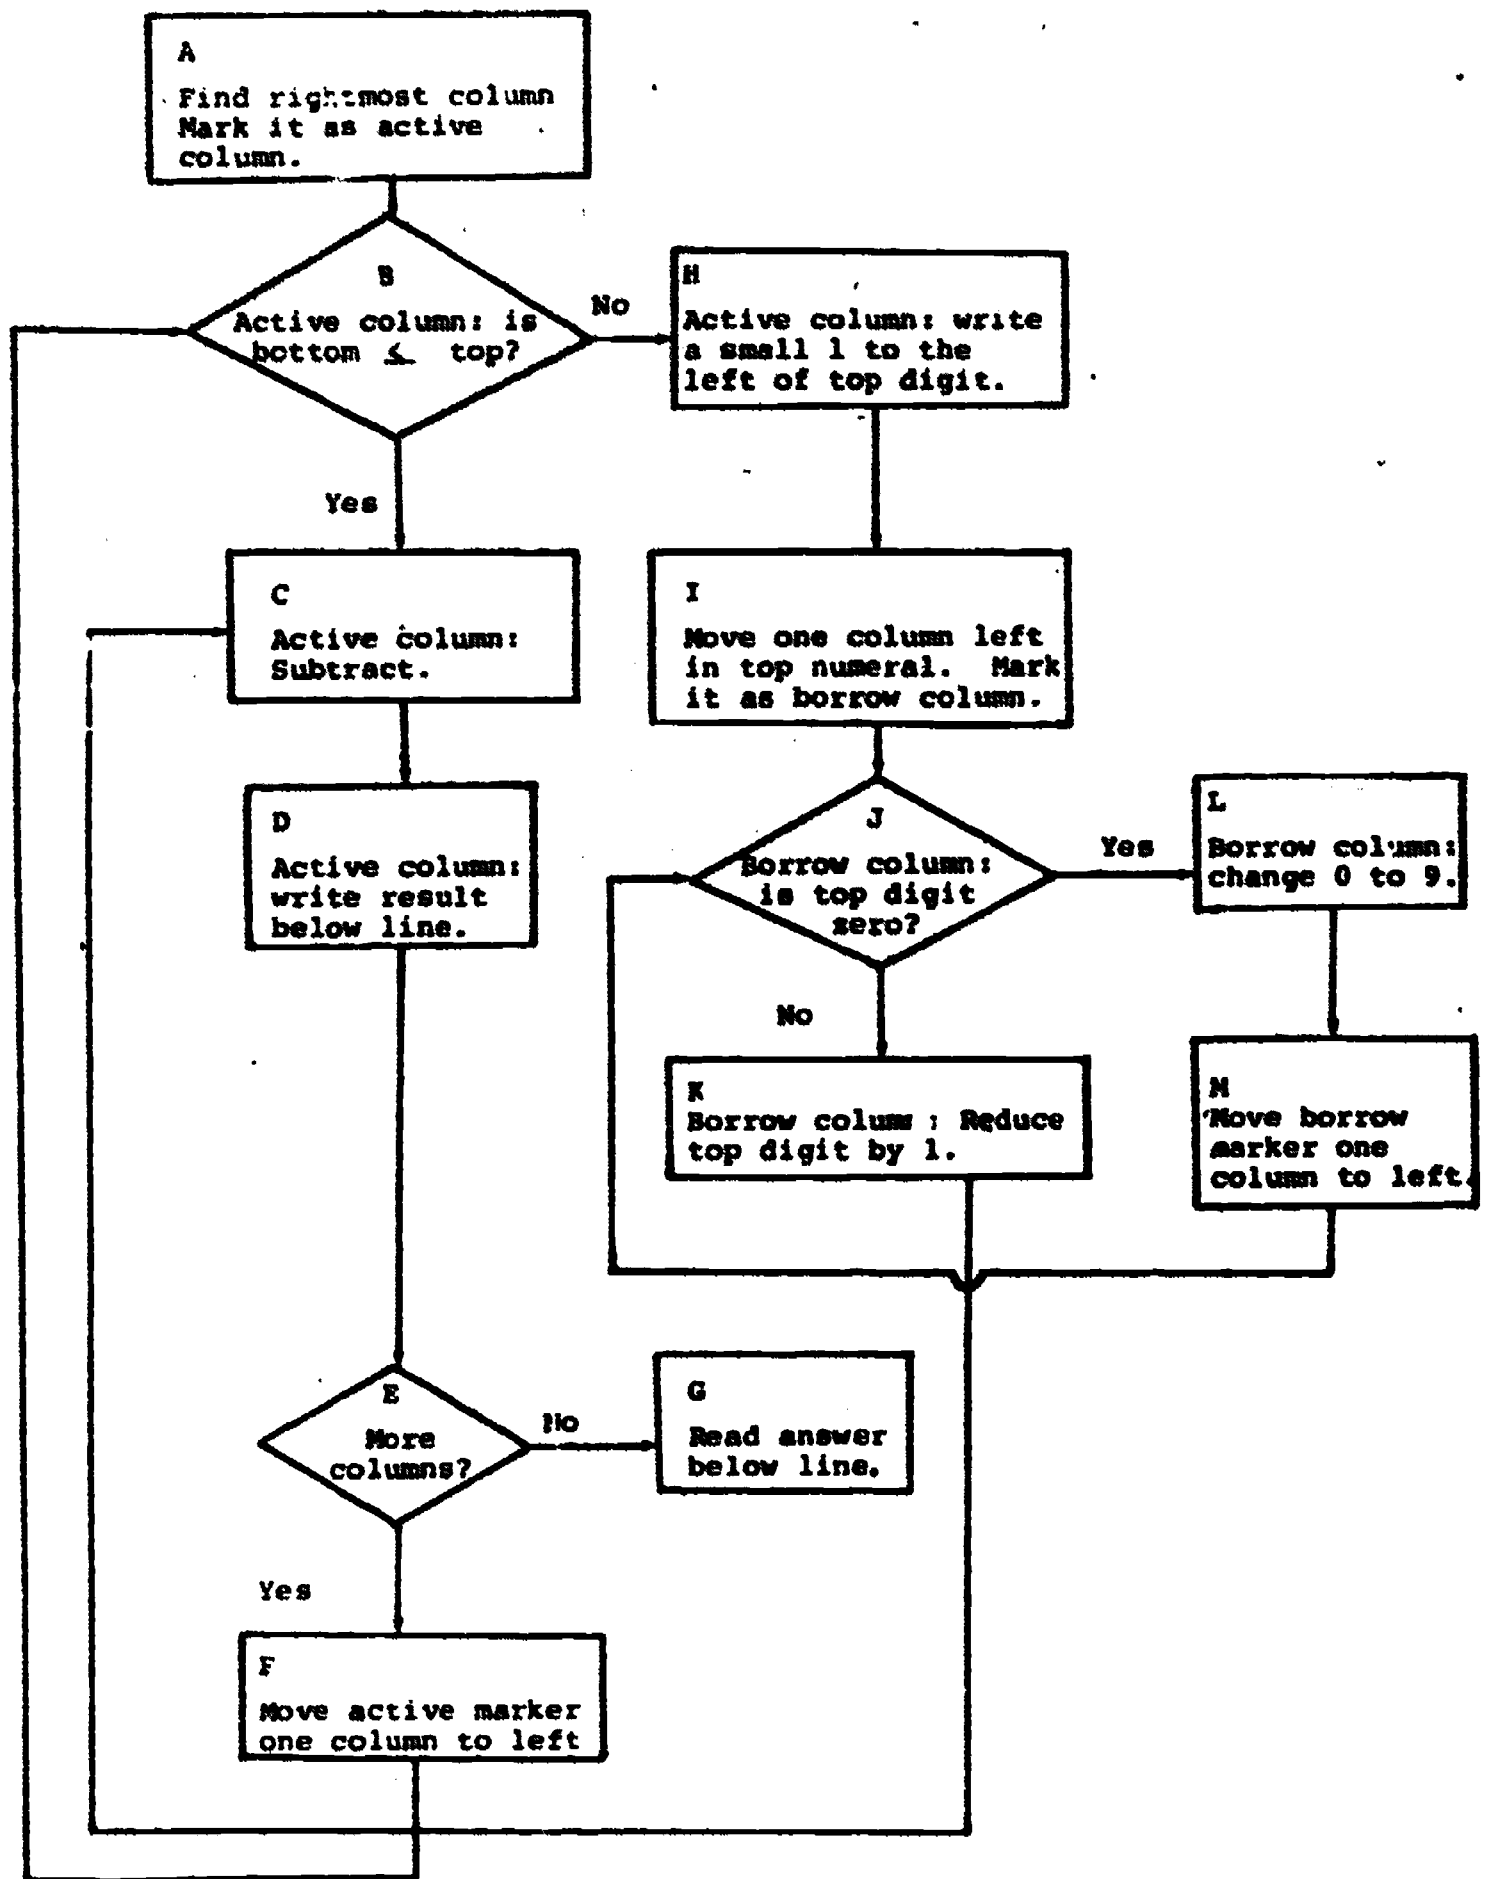 A
Find rightmost column
Mark it as active
column.
B
Active column: is
bottom ≤ top?
No
Yes
H
Active column: write
a small 1 to the
left of top digit.
C
Active column:
Subtract.
I
Move one column left
in top numeral. Mark
it as borrow column.
D
Active column:
write result
below line.
J
Borrow column:
is top digit
zero?
Yes
No
L
Borrow column:
change 0 to 9.
K
Borrow column : Reduce
top digit by 1.
M
Move borrow
marker one
column to left.
E
More
columns?
No
Yes
G
Read answer
below line.
F
Move active marker
one column to left